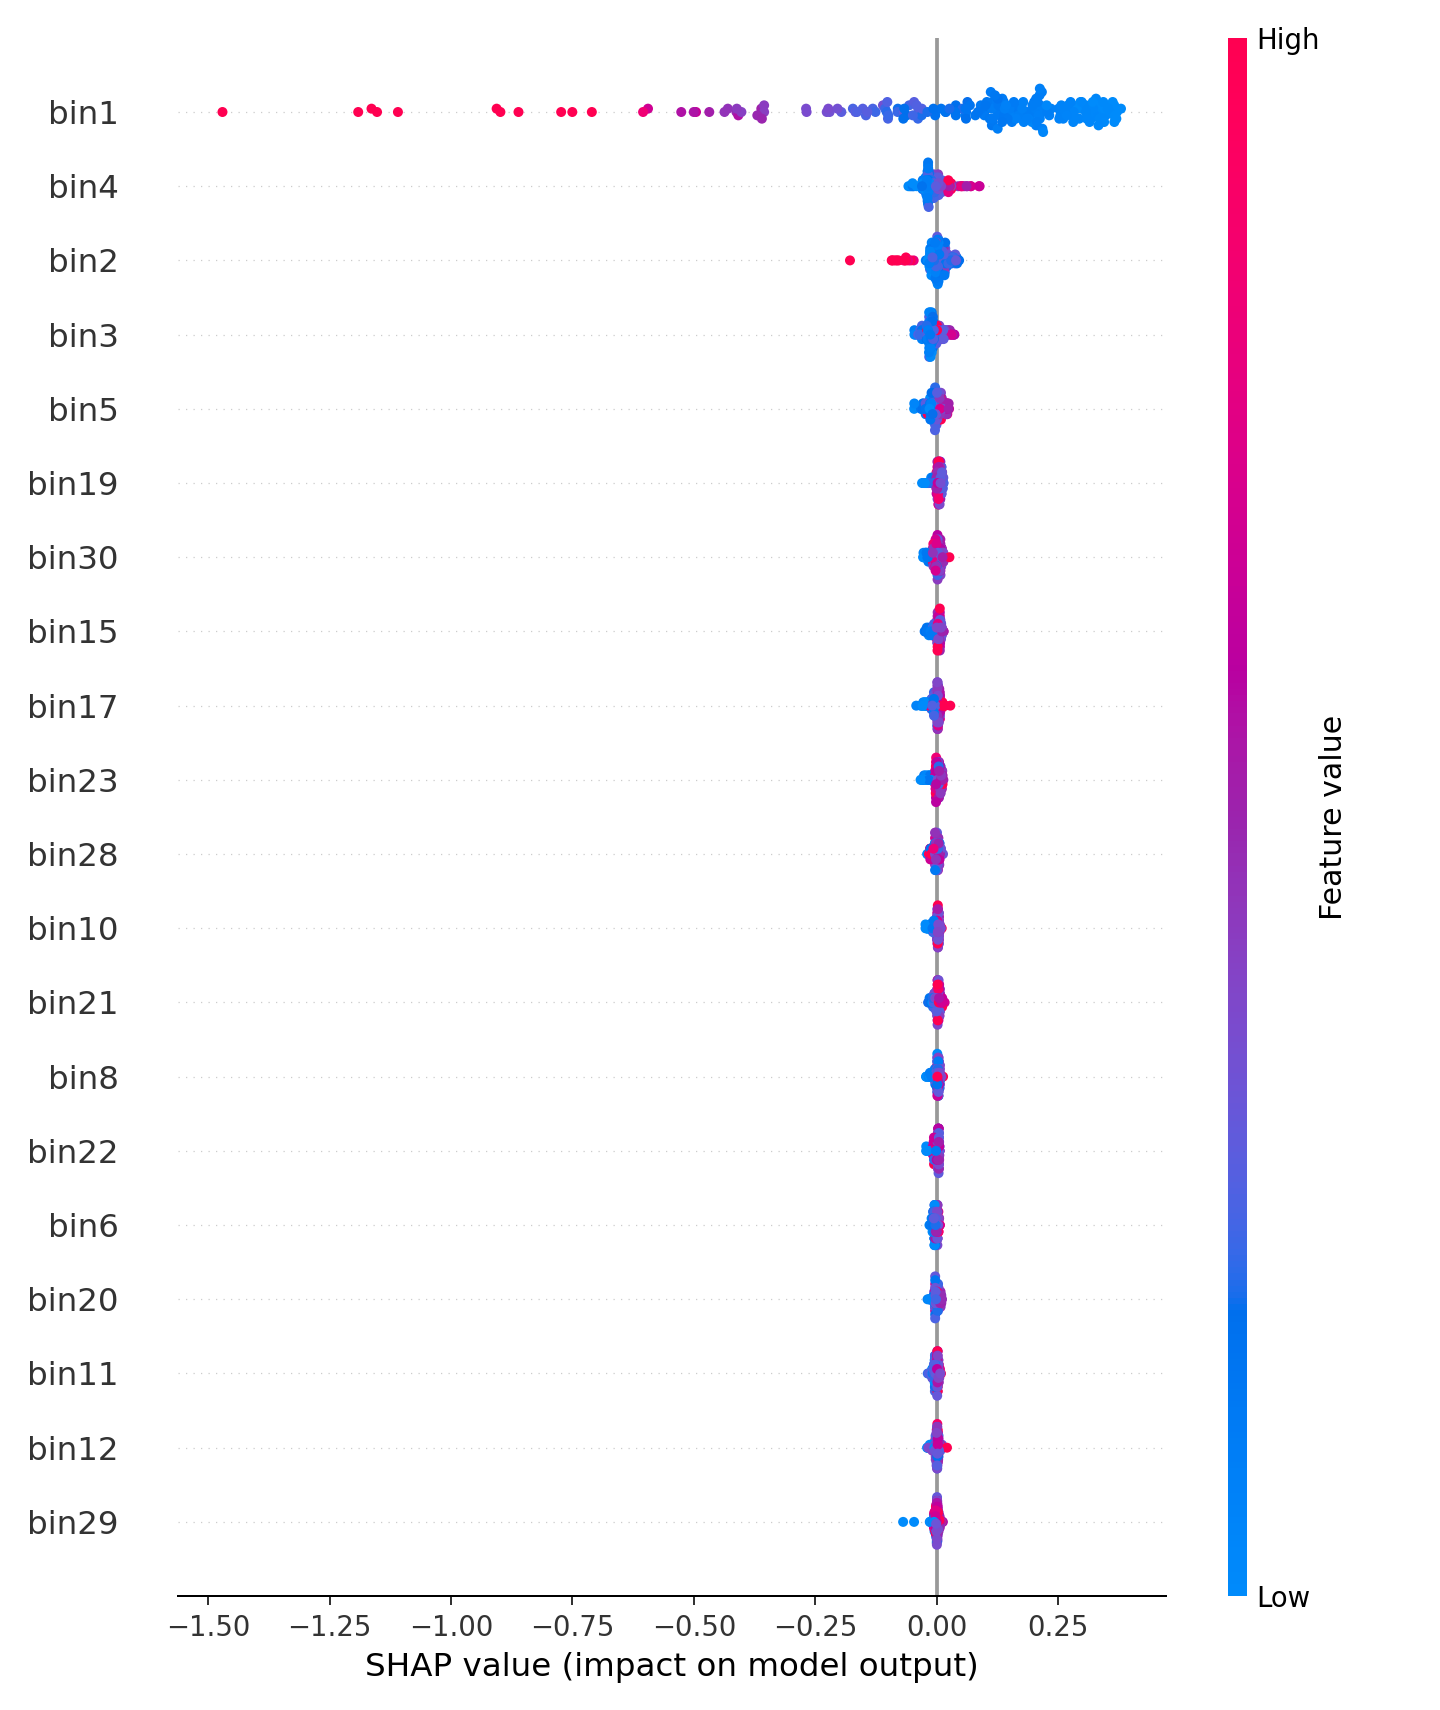 High
bin1
bin4
bin2
bin3
bin5
bin19
bin30
bin15
bin17
bin23
bin28
bin10
bin21
bin8
bin22
bin6
bin20
bin11
bin12
bin29
Feature value
Low
−1.50 −1.25 −1.00 −0.75 −0.50 −0.25 0.00 0.25
SHAP value (impact on model output)